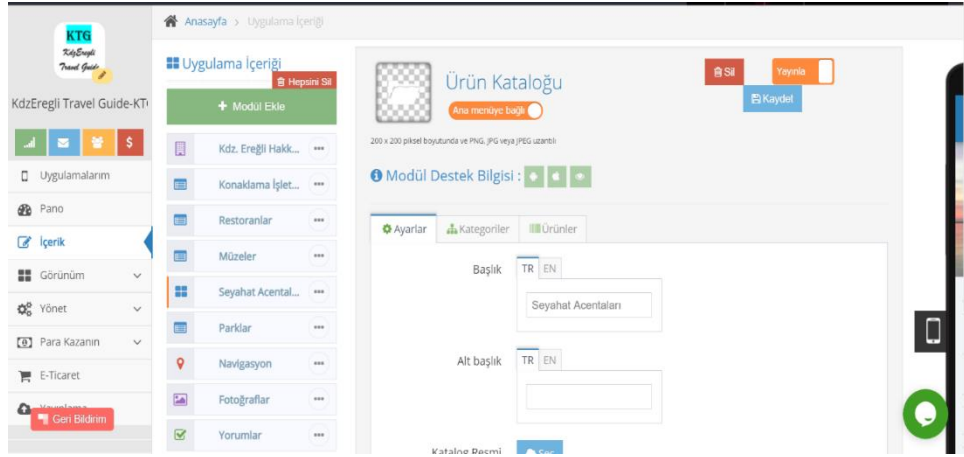 KTG
KdzEregli
Travel Guide
KdzEregli Travel Guide-KT
Uygulamalarım
Pano
İçerik
Görünüm
Yönet
Para Kazanın
E-Ticaret
Geri Bildirim
Anasayfa > Uygulama İçeriği
Uygulama İçeriği
Hepsini Sil
+ Modül Ekle
Kdz. Ereğli Hakk...
Konaklama İşlet...
Restoranlar
Müzeler
Seyahat Acental...
Parklar
Navigasyon
Fotoğraflar
Yorumlar
Ürün Kataloğu
Ana menüye bağlı
Sil
Yayınla
Kaydet
200 x 200 piksel boyutunda ve PNG, JPG veya JPEG uzantılı
Modül Destek Bilgisi :
Ayarlar Kategoriler Ürünler
Başlık TR EN
Seyahat Acentaları
Alt başlık TR EN
Katalog Resmi Seç